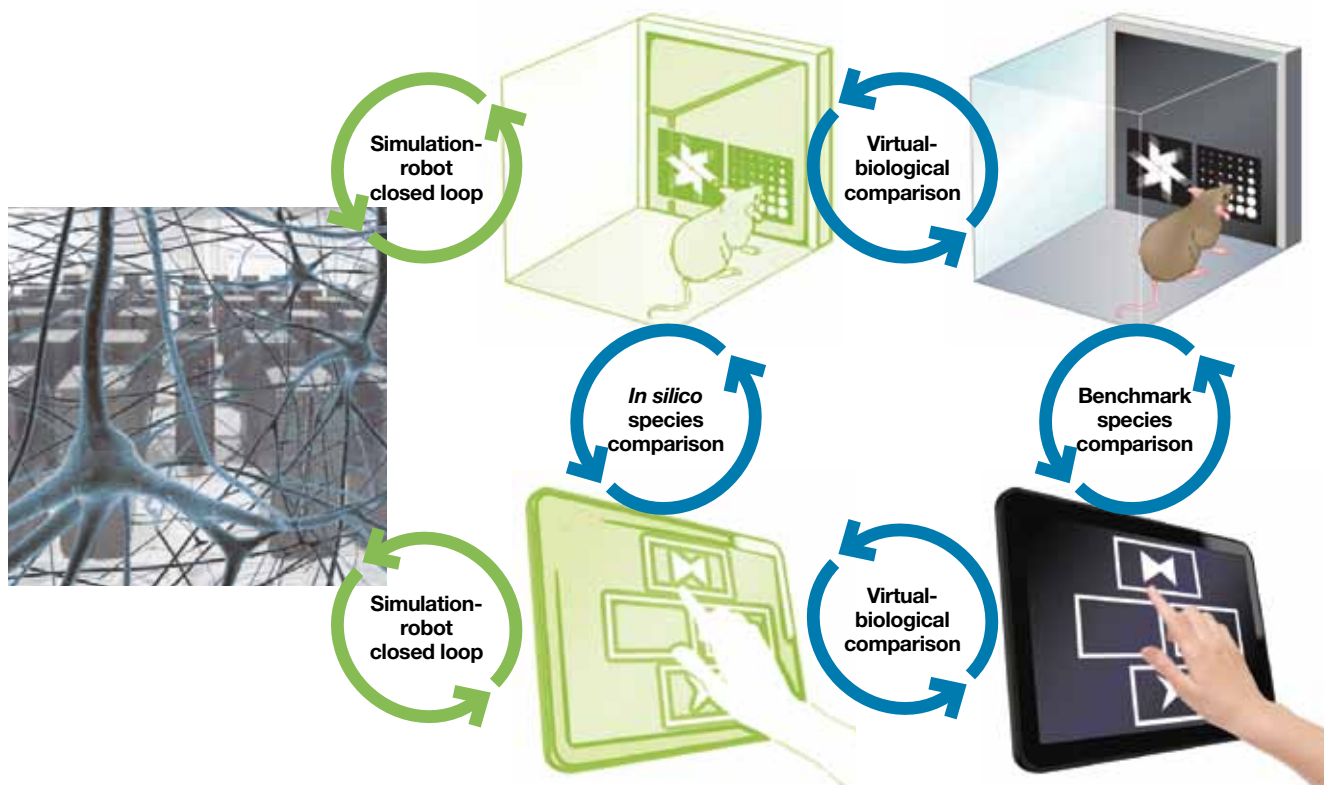 Simulation-
robot
closed loop
Virtual-
biological
comparison
In silico
species
comparison
Benchmark
species
comparison
Simulation-
robot
closed loop
Virtual-
biological
comparison